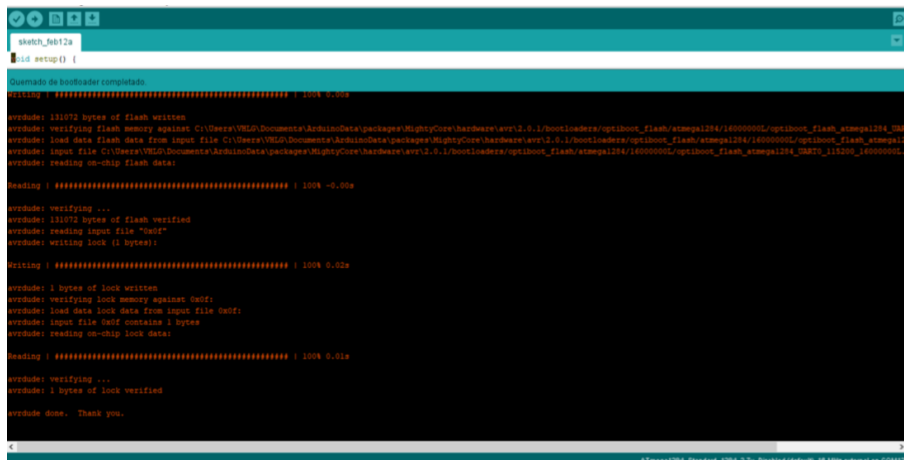 sketch_feb12a
void setup() {
Quemado de bootloader completado.
Writing | ################################################## | 100% 0.00s
avrdude: 131072 bytes of flash written
avrdude: verifying flash memory against C:\Users\VHLG\Documents\ArduinoData\packages\MightyCore\hardware\avr\2.0.1/bootloaders/optiboot_flash/atmega1284/16000000L/optiboot_flash_atmega1284_UAR
avrdude: load data flash data from input file C:\Users\VHLG\Documents\ArduinoData\packages\MightyCore\hardware\avr\2.0.1/bootloaders/optiboot_flash/atmega1284/16000000L/optiboot_flash_atmega12
avrdude: input file C:\Users\VHLG\Documents\ArduinoData\packages\MightyCore\hardware\avr\2.0.1/bootloaders/optiboot_flash/atmega1284/16000000L/optiboot_flash_atmega1284_UART0_115200_16000000L.
avrdude: reading on-chip flash data:
Reading | ################################################## | 100% -0.00s
avrdude: verifying ...
avrdude: 131072 bytes of flash verified
avrdude: reading input file "0x0f"
avrdude: writing lock (1 bytes):
Writing | ################################################## | 100% 0.02s
avrdude: 1 bytes of lock written
avrdude: verifying lock memory against 0x0f:
avrdude: load data lock data from input file 0x0f:
avrdude: input file 0x0f contains 1 bytes
avrdude: reading on-chip lock data:
Reading | ################################################## | 100% 0.01s
avrdude: verifying ...
avrdude: 1 bytes of lock verified
avrdude done.  Thank you.